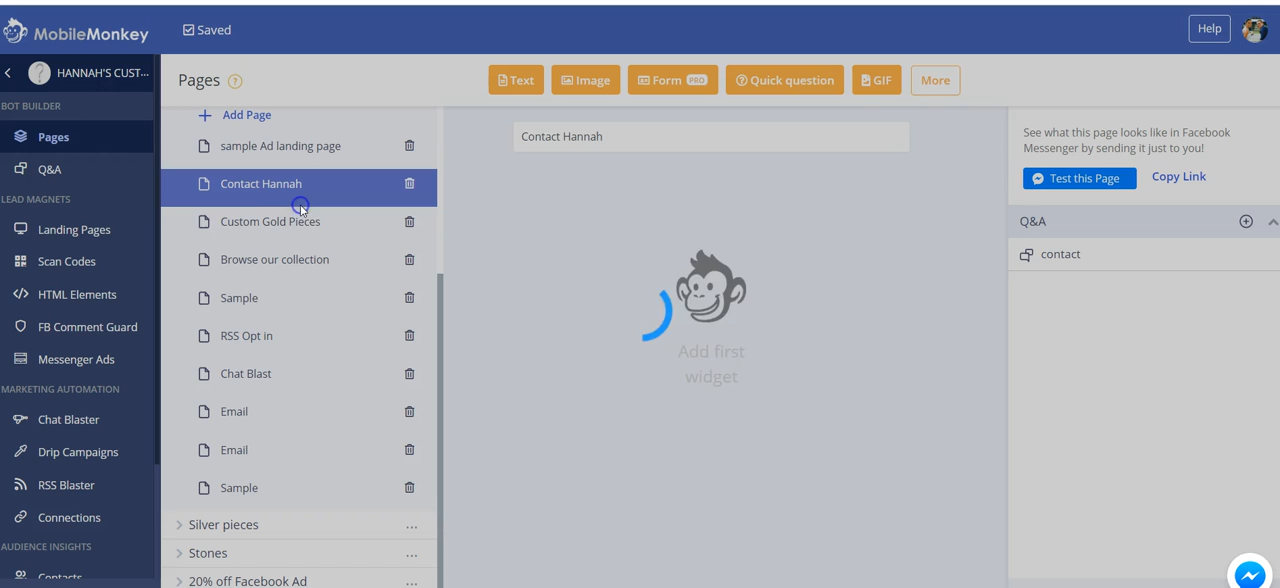 MobileMonkey
Saved
Help
HANNAH'S CUST...
BOT BUILDER
Pages
Q&A
LEAD MAGNETS
Landing Pages
Scan Codes
HTML Elements
FB Comment Guard
Messenger Ads
MARKETING AUTOMATION
Chat Blaster
Drip Campaigns
RSS Blaster
Connections
AUDIENCE INSIGHTS
Contacts
Pages ?
Text
Image
Form PRO
Quick question
GIF
More
+ Add Page
sample Ad landing page
Contact Hannah
Custom Gold Pieces
Browse our collection
Sample
RSS Opt in
Chat Blast
Email
Email
Sample
Silver pieces ...
Stones ...
20% off Facebook Ad ...
Contact Hannah
Add first
widget
See what this page looks like in Facebook
Messenger by sending it just to you!
Test this Page
Copy Link
Q&A
contact